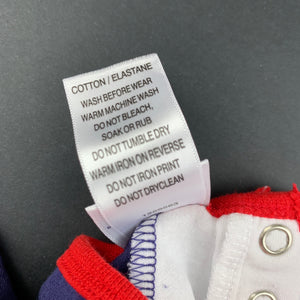 COTTON / ELASTANE
WASH BEFORE WEAR
WARM MACHINE WASH
DO NOT BLEACH,
SOAK OR RUB
DO NOT TUMBLE DRY
WARM IRON ON REVERSE
DO NOT IRON PRINT
DO NOT DRYCLEAN